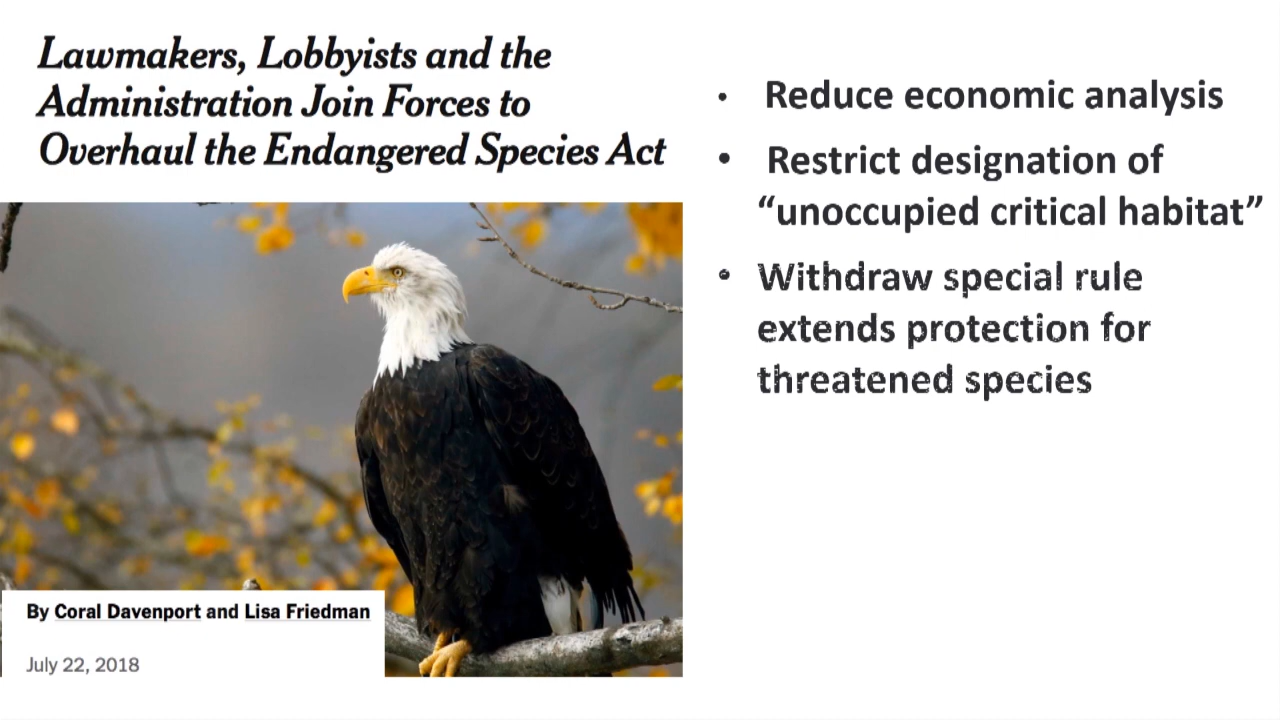 Lawmakers, Lobbyists and the
Administration Join Forces to
Overhaul the Endangered Species Act
By Coral Davenport and Lisa Friedman
July 22, 2018
• Reduce economic analysis
• Restrict designation of
“unoccupied critical habitat”
• Withdraw special rule
extends protection for
threatened species